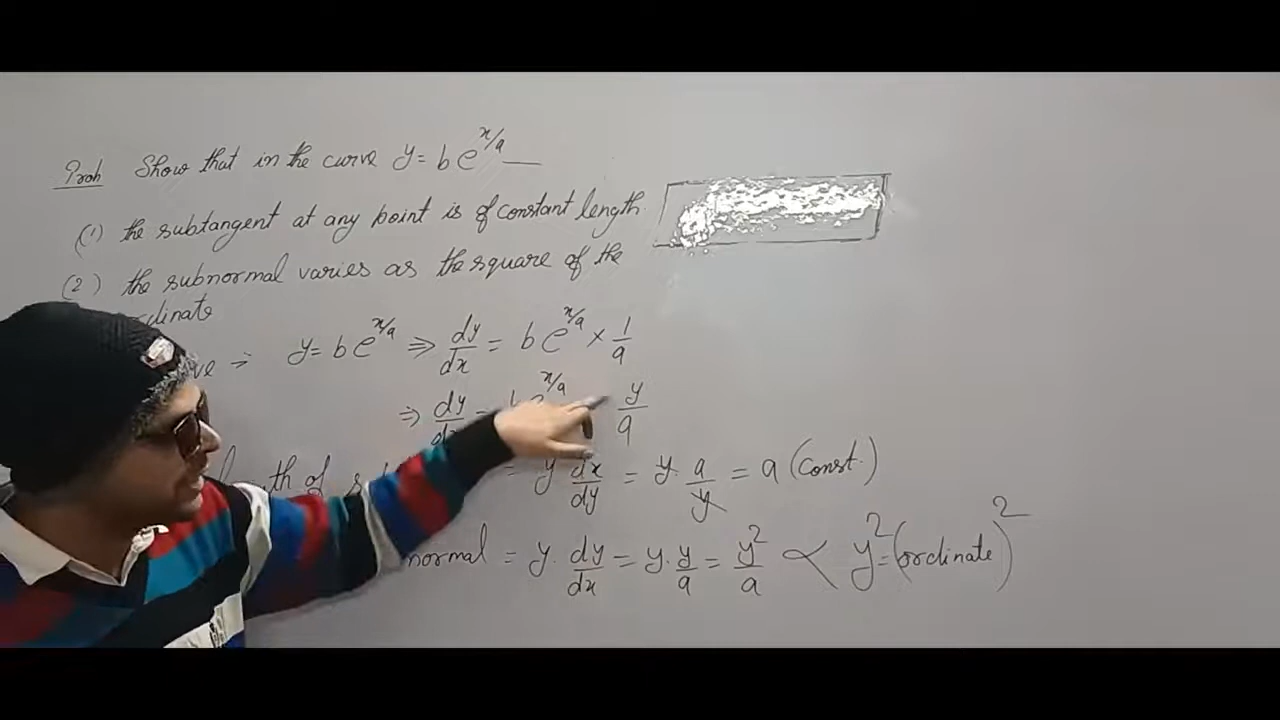 Prob Show that in the curve y = b e^{x/a} —
(1) the subtangent at any point is of constant length.
(2) the subnormal varies as the square of the
ordinate
y = b e^{x/a} ⇒ dy/dx = b e^{x/a} × 1/a
⇒ dy/dx = x/a y/a
of = y dx/dy = y. a/y = a (Const.)
normal = y. dy/dx = y. y/a = y²/a ∝ y² = (ordinate)²